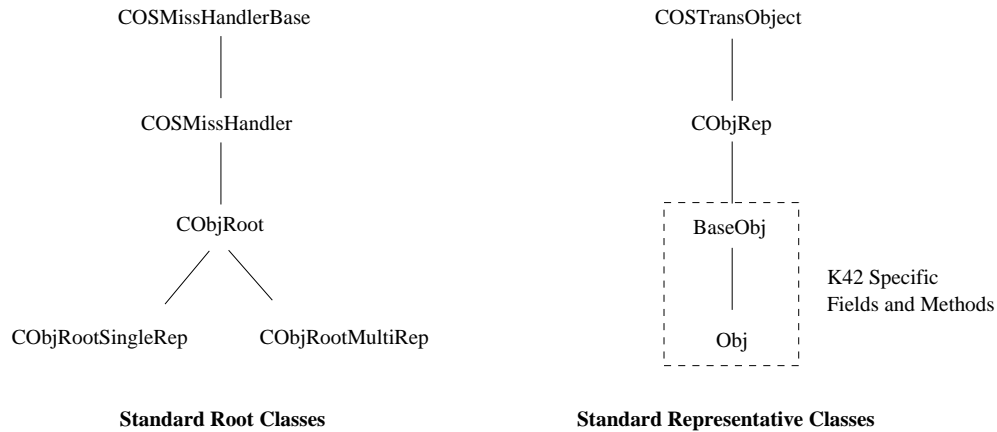 COSMissHandlerBase
COSMissHandler
CObjRoot
CObjRootSingleRep
CObjRootMultiRep
Standard Root Classes
COSTransObject
CObjRep
BaseObj
Obj
K42 Specific
Fields and Methods
Standard Representative Classes